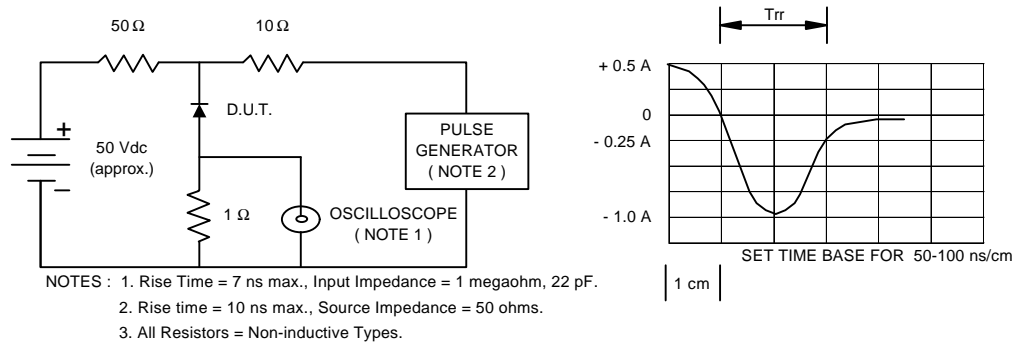 50 Ω
10 Ω
D.U.T.
+
50 Vdc
(approx.)
−
1 Ω
OSCILLOSCOPE
( NOTE 1 )
PULSE
GENERATOR
( NOTE 2 )
Trr
+ 0.5 A
0
- 0.25 A
- 1.0 A
SET TIME BASE FOR 50-100 ns/cm
1 cm
NOTES : 1. Rise Time = 7 ns max., Input Impedance = 1 megaohm, 22 pF.
2. Rise time = 10 ns max., Source Impedance = 50 ohms.
3. All Resistors = Non-inductive Types.